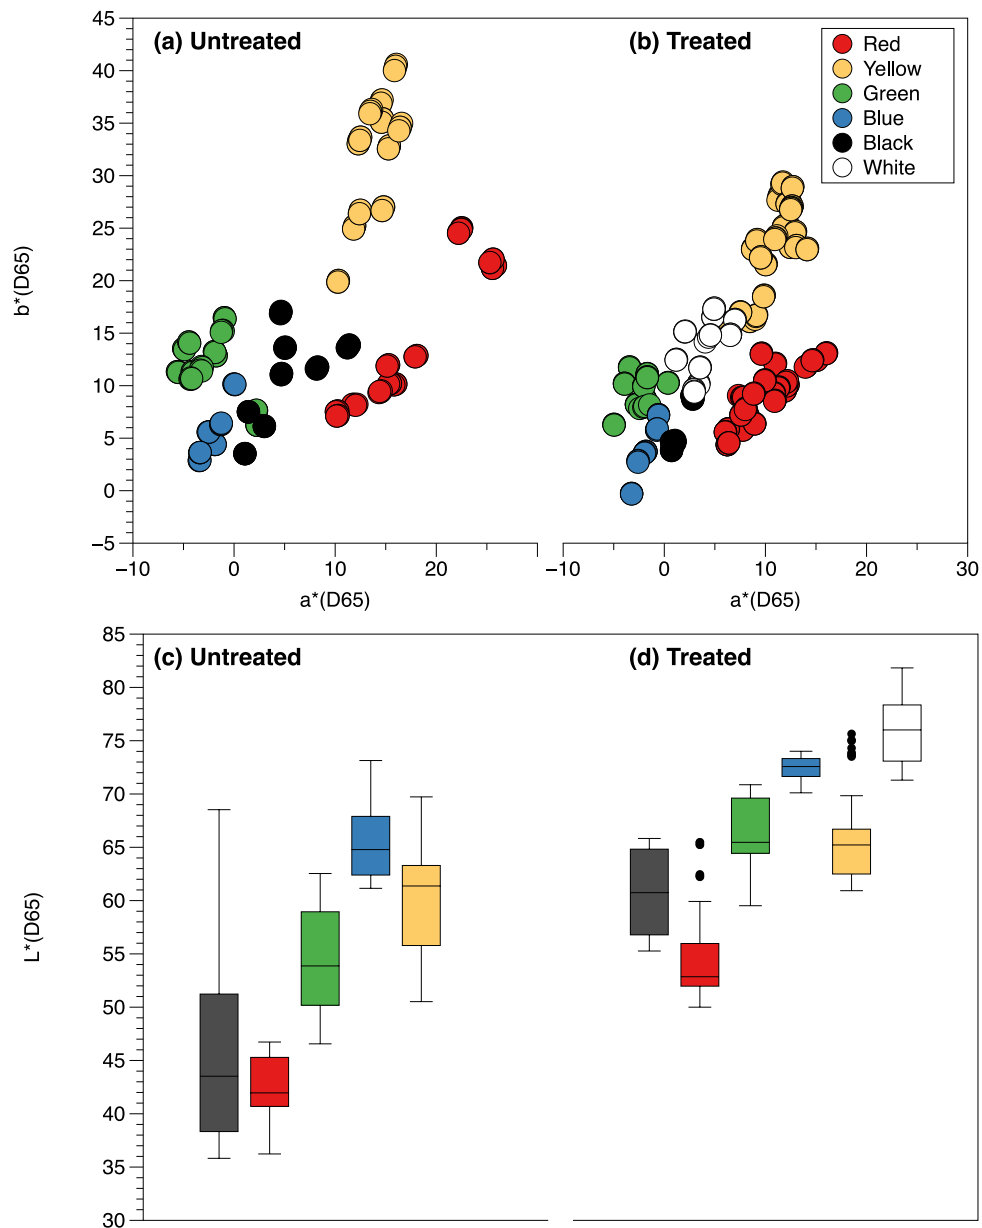 (a) Untreated
(b) Treated
Red
Yellow
Green
Blue
Black
White
45
40
35
30
25
20
15
10
5
0
−5
b*(D65)
−10
0
10
20
−10
0
10
20
30
a*(D65)
a*(D65)
(c) Untreated
(d) Treated
85
80
75
70
65
60
55
50
45
40
35
30
L*(D65)